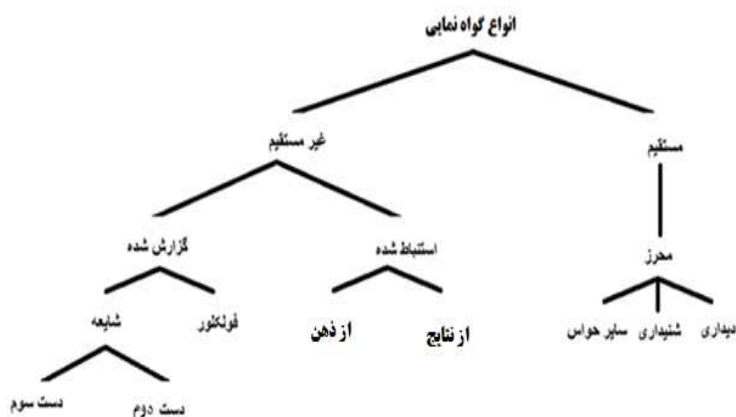 انواع گواه نمایی
مستقیم
غیر مستقیم
محرز
استنباط شده
گزارش شده
دیداری
شنیداری
سایر حواس
از نتایج
از ذهن
فولکلور
شایعه
دست دوم
دست سوم